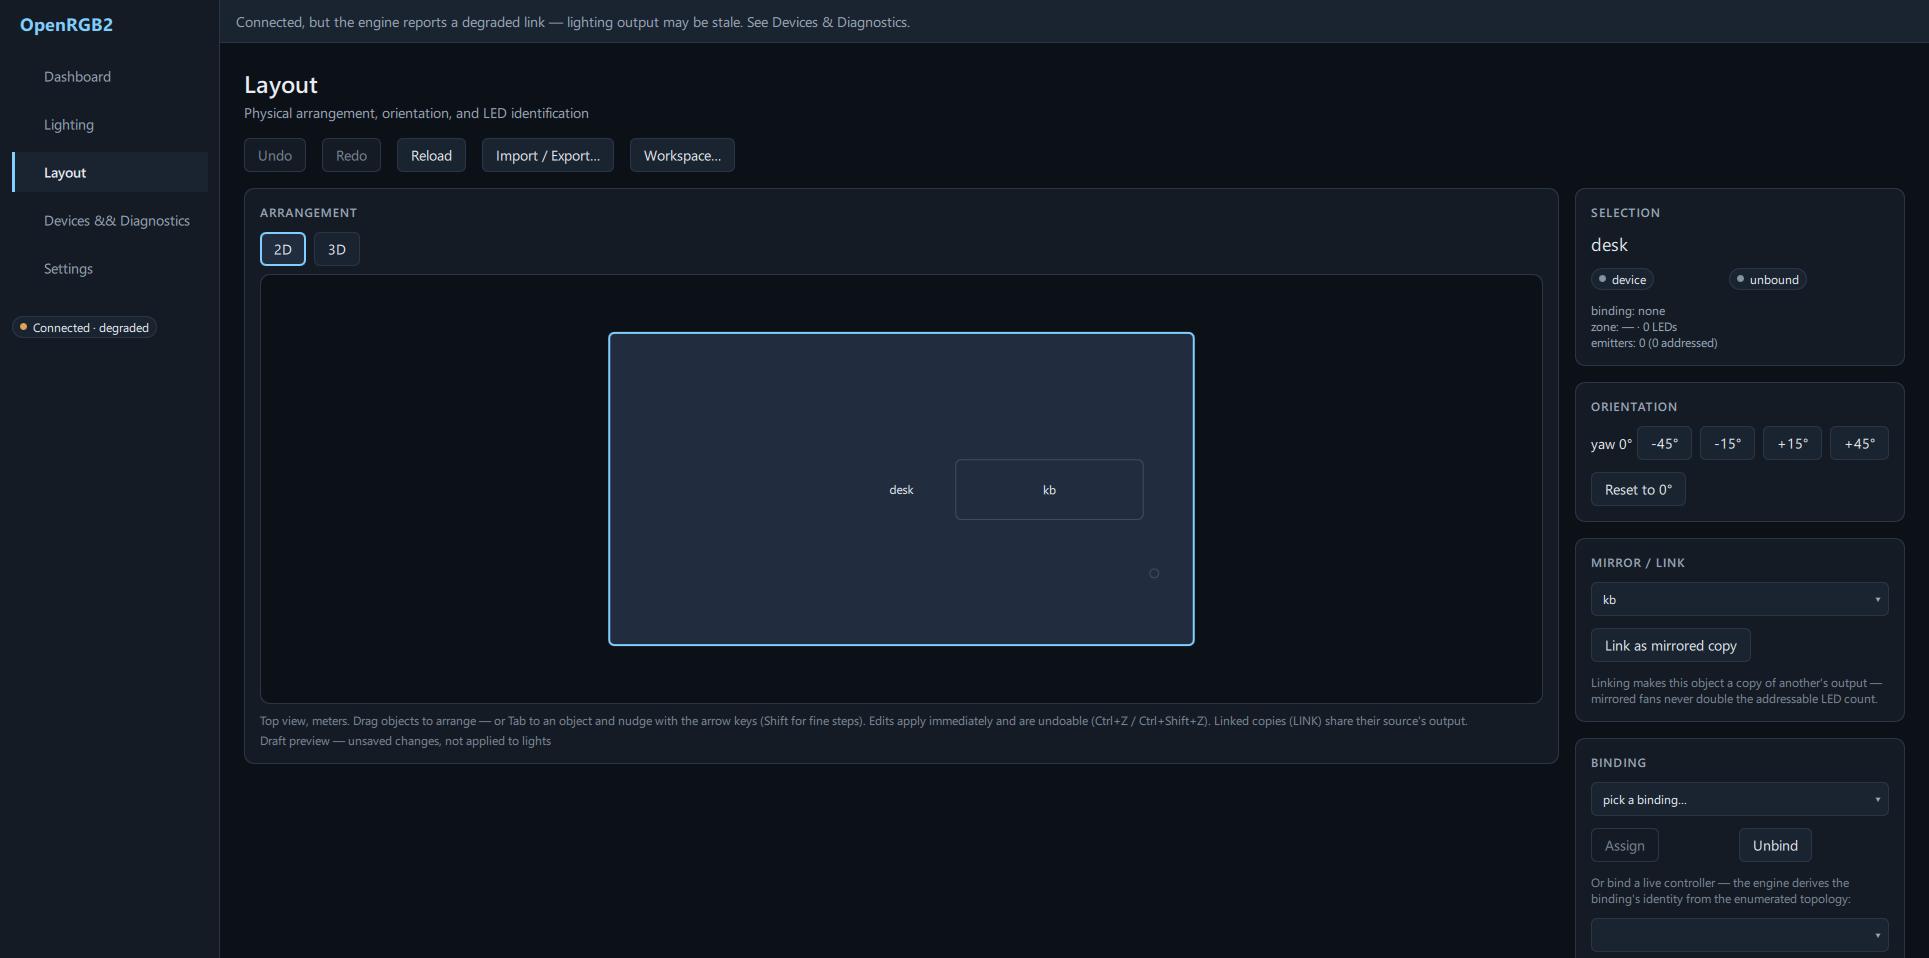 OpenRGB2
Dashboard
Lighting
Layout
Devices && Diagnostics
Settings
Connected · degraded
Connected, but the engine reports a degraded link — lighting output may be stale. See Devices & Diagnostics.
Layout
Physical arrangement, orientation, and LED identification
Undo
Redo
Reload
Import / Export...
Workspace...
ARRANGEMENT
2D
3D
desk
kb
Top view, meters. Drag objects to arrange — or Tab to an object and nudge with the arrow keys (Shift for fine steps). Edits apply immediately and are undoable (Ctrl+Z / Ctrl+Shift+Z). Linked copies (LINK) share their source's output.
Draft preview — unsaved changes, not applied to lights
SELECTION
desk
device
unbound
binding: none
zone: — · 0 LEDs
emitters: 0 (0 addressed)
ORIENTATION
yaw 0°
-45°
-15°
+15°
+45°
Reset to 0°
MIRROR / LINK
kb
Link as mirrored copy
Linking makes this object a copy of another's output —
mirrored fans never double the addressable LED count.
BINDING
pick a binding...
Assign
Unbind
Or bind a live controller — the engine derives the
binding's identity from the enumerated topology: